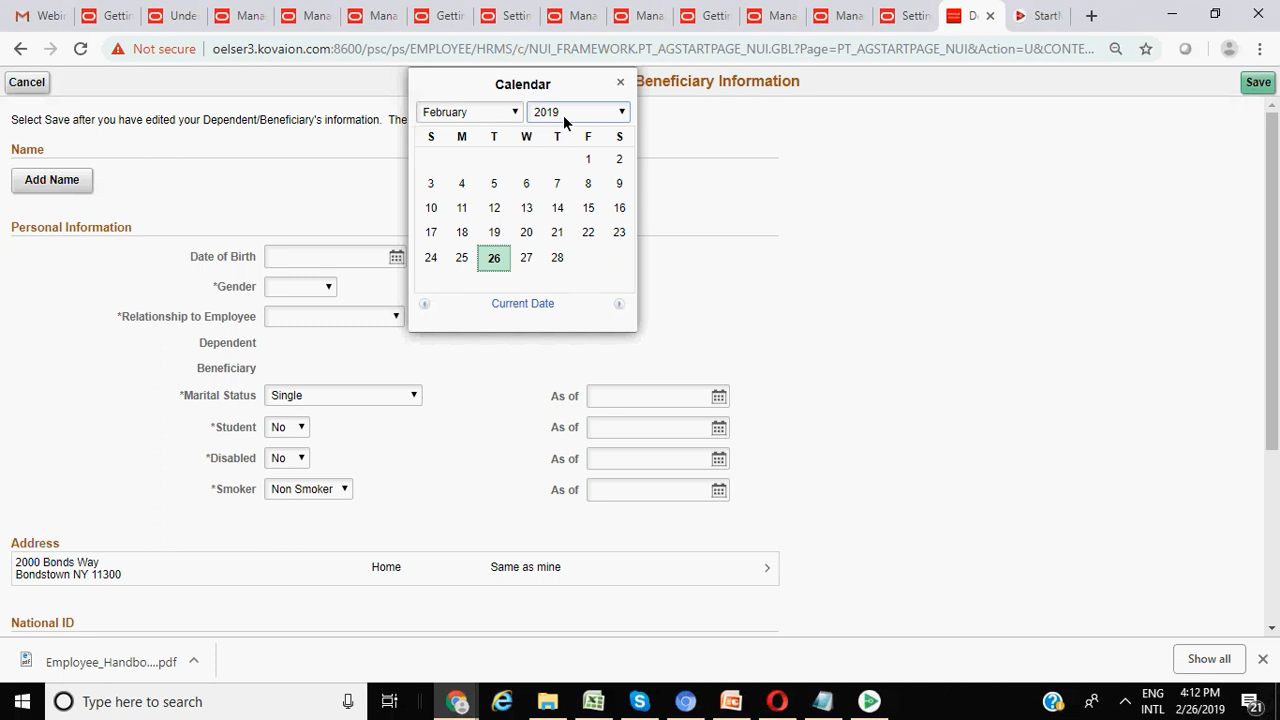 Webin
Getti
Unde
Mana
Mana
Mana
Gettin
Settin
Mana
Mana
Gettin
Mana
Mana
Settin
D
StartM
Not secure
oelser3.kovaion.com:8600/psc/ps/EMPLOYEE/HRMS/c/NUI_FRAMEWORK.PT_AGSTARTPAGE_NUI.GBL?Page=PT_AGSTARTPAGE_NUI&Action=U&CONTE...
Cancel
Beneficiary Information
Save
Select Save after you have edited your Dependent/Beneficiary's information. The
Name
Add Name
Personal Information
Date of Birth
*Gender
*Relationship to Employee
Dependent
Beneficiary
*Marital Status Single As of
*Student No As of
*Disabled No As of
*Smoker Non Smoker As of
Calendar
February 2019
S M T W T F S
1 2
3 4 5 6 7 8 9
10 11 12 13 14 15 16
17 18 19 20 21 22 23
24 25 26 27 28
Current Date
Address
2000 Bonds Way
Bondstown NY 11300
Home
Same as mine
National ID
Employee_Handbo....pdf
Show all
Type here to search
ENG
INTL
4:12 PM
2/26/2019
21